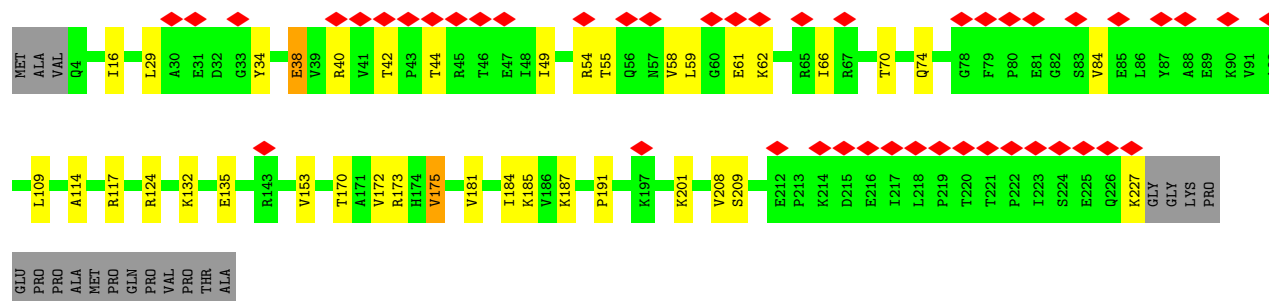 MET ALA VAL Q4 I16 L29 A30 E31 D32 G33 Y34 E38 V39 R40 V41 T42 P43 T44 R45 T46 E47 I48 I49 R54 T55 Q56 N57 V58 L59 G60 E61 K62 R65 I66 R67 T70 Q74 G78 F79 P80 E81 G82 S83 V84 E85 L86 Y87 A88 E89 K90 V91
L109 A114 R117 R124 K132 E135 R143 V153 T170 A171 V172 R173 H174 V175 V181 I184 K185 V186 K187 P191 K197 K201 V208 S209 E212 P213 K214 D215 E216 I217 L218 P219 T220 T221 P222 I223 S224 E225 Q226 K227 GLY GLY LYS PRO
GLU PRO PRO ALA MET PRO GLN PRO VAL PRO THR ALA